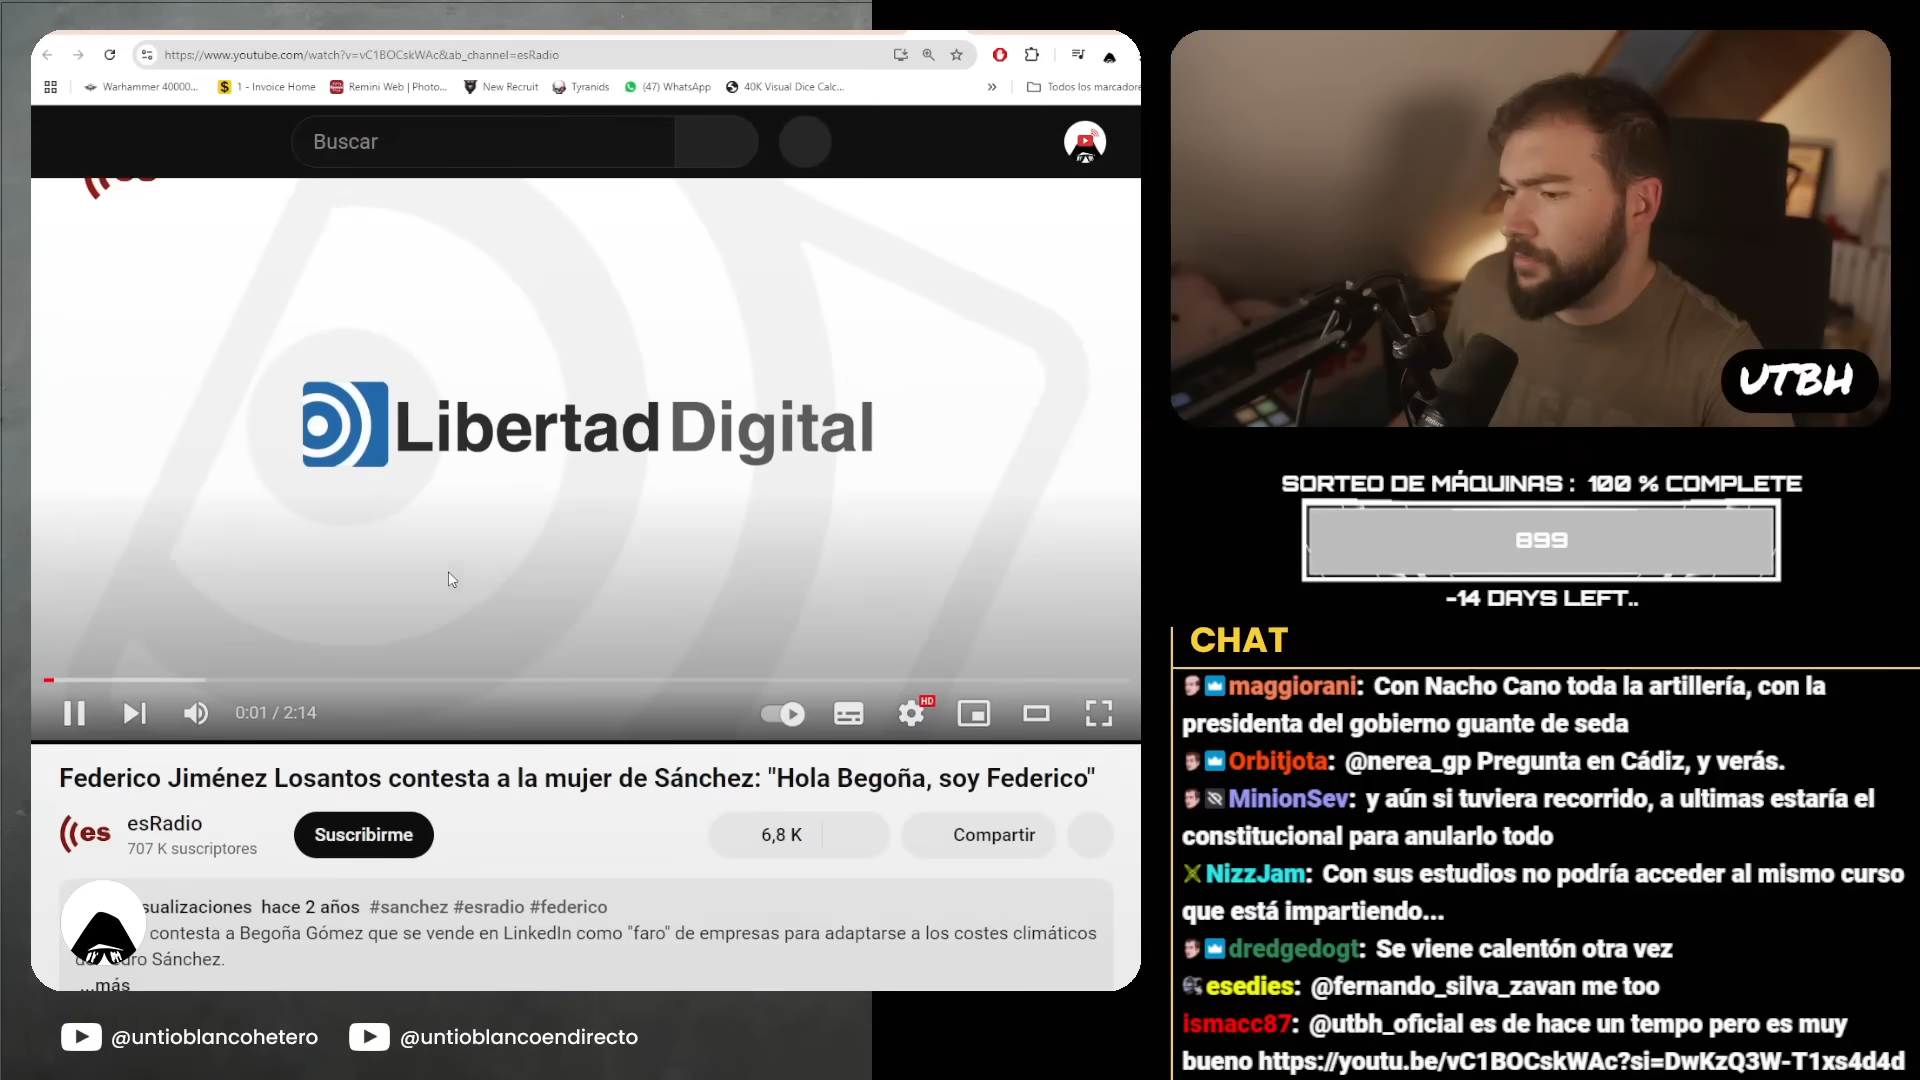 https://www.youtube.com/watch?v=vC1BOCskWAc&ab_channel=esRadio
Warhammer 40000...
1 - Invoice Home
Remini Web | Photo...
New Recruit
Tyranids
(47) WhatsApp
40K Visual Dice Calc...
Todos los marcadore
Buscar
Libertad Digital
0:01 / 2:14
HD
Federico Jiménez Losantos contesta a la mujer de Sánchez: "Hola Begoña, soy Federico"
((es
esRadio
707 K suscriptores
Suscribirme
6,8 K
Compartir
sualizaciones hace 2 años #sanchez #esradio #federico
contesta a Begoña Gómez que se vende en LinkedIn como "faro" de empresas para adaptarse a los costes climáticos
dro Sánchez.
...más
@untioblancohetero
@untioblancoendirecto
UTBH
SORTEO DE MÁQUINAS : 100 % COMPLETE
899
-14 DAYS LEFT..
CHAT
maggiorani: Con Nacho Cano toda la artillería, con la
presidenta del gobierno guante de seda
Orbitjota: @nerea_gp Pregunta en Cádiz, y verás.
MinionSev: y aún si tuviera recorrido, a ultimas estaría el
constitucional para anularlo todo
NizzJam: Con sus estudios no podría acceder al mismo curso
que está impartiendo...
dredgedogt: Se viene calentón otra vez
esedies: @fernando_silva_zavan me too
ismacc87: @utbh_oficial es de hace un tempo pero es muy
bueno https://youtu.be/vC1BOCskWAc?si=DwKzQ3W-T1xs4d4d